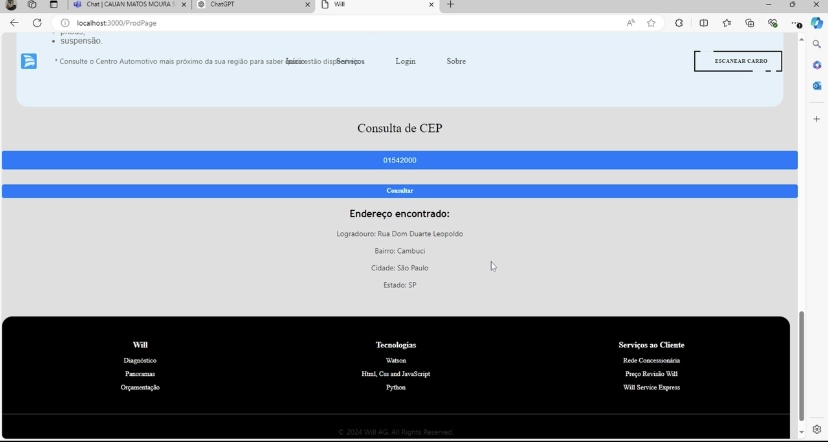 Chat | CAUAN MATOS MOURA S
ChatGPT
Will
localhost:3000/ProdPage
suspensão.
* Consulte o Centro Automotivo mais próximo da sua região para saber
estão
Início
Serviços
Login
Sobre
ESCANEAR CARRO
Consulta de CEP
01542000
Consultar
Endereço encontrado:
Logradouro: Rua Dom Duarte Leopoldo
Bairro: Cambuci
Cidade: São Paulo
Estado: SP
Will
Diagnóstico
Panoramas
Orçamentação
Tecnologias
Watson
Html, Css and JavaScript
Python
Serviços ao Cliente
Rede Concessionária
Preço Revisão Will
Will Service Express
© 2024 Will AG. All Rights Reserved.